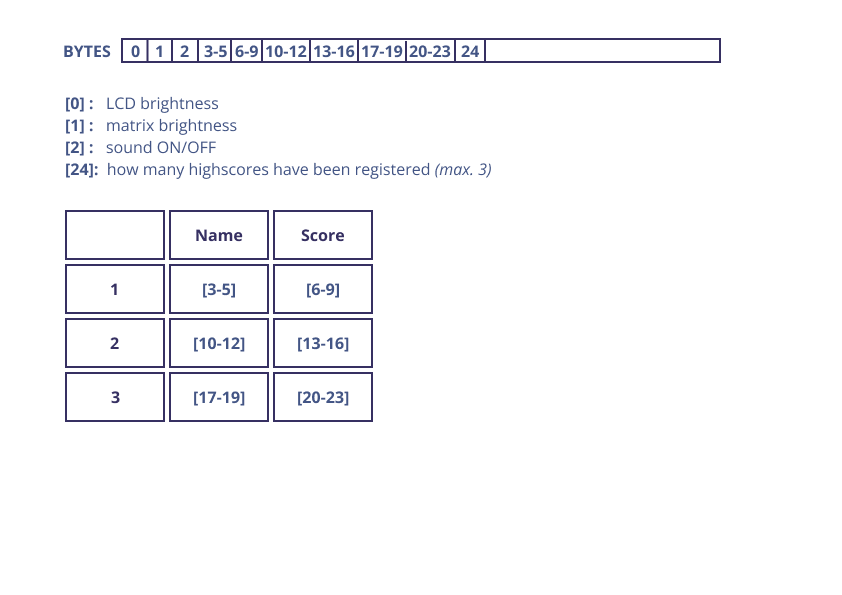 BYTES 0 1 2 3-5 6-9 10-12 13-16 17-19 20-23 24
[0] : LCD brightness
[1] : matrix brightness
[2] : sound ON/OFF
[24]: how many highscores have been registered (max. 3)
Name Score
1 [3-5] [6-9]
2 [10-12] [13-16]
3 [17-19] [20-23]